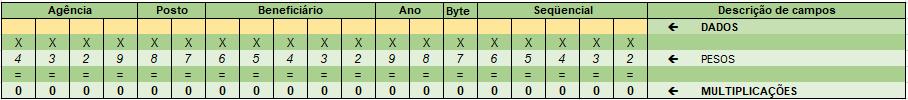 Agência Posto Beneficiário Ano Byte Seqüencial Descrição de campos
🡨 DADOS
X X X X X X X X X X X X X X X X X X X
4 3 2 9 8 7 6 5 4 3 2 9 8 7 6 5 4 3 2 🡨 PESOS
= = = = = = = = = = = = = = = = = = =
0 0 0 0 0 0 0 0 0 0 0 0 0 0 0 0 0 0 0 🡨 MULTIPLICAÇÕES